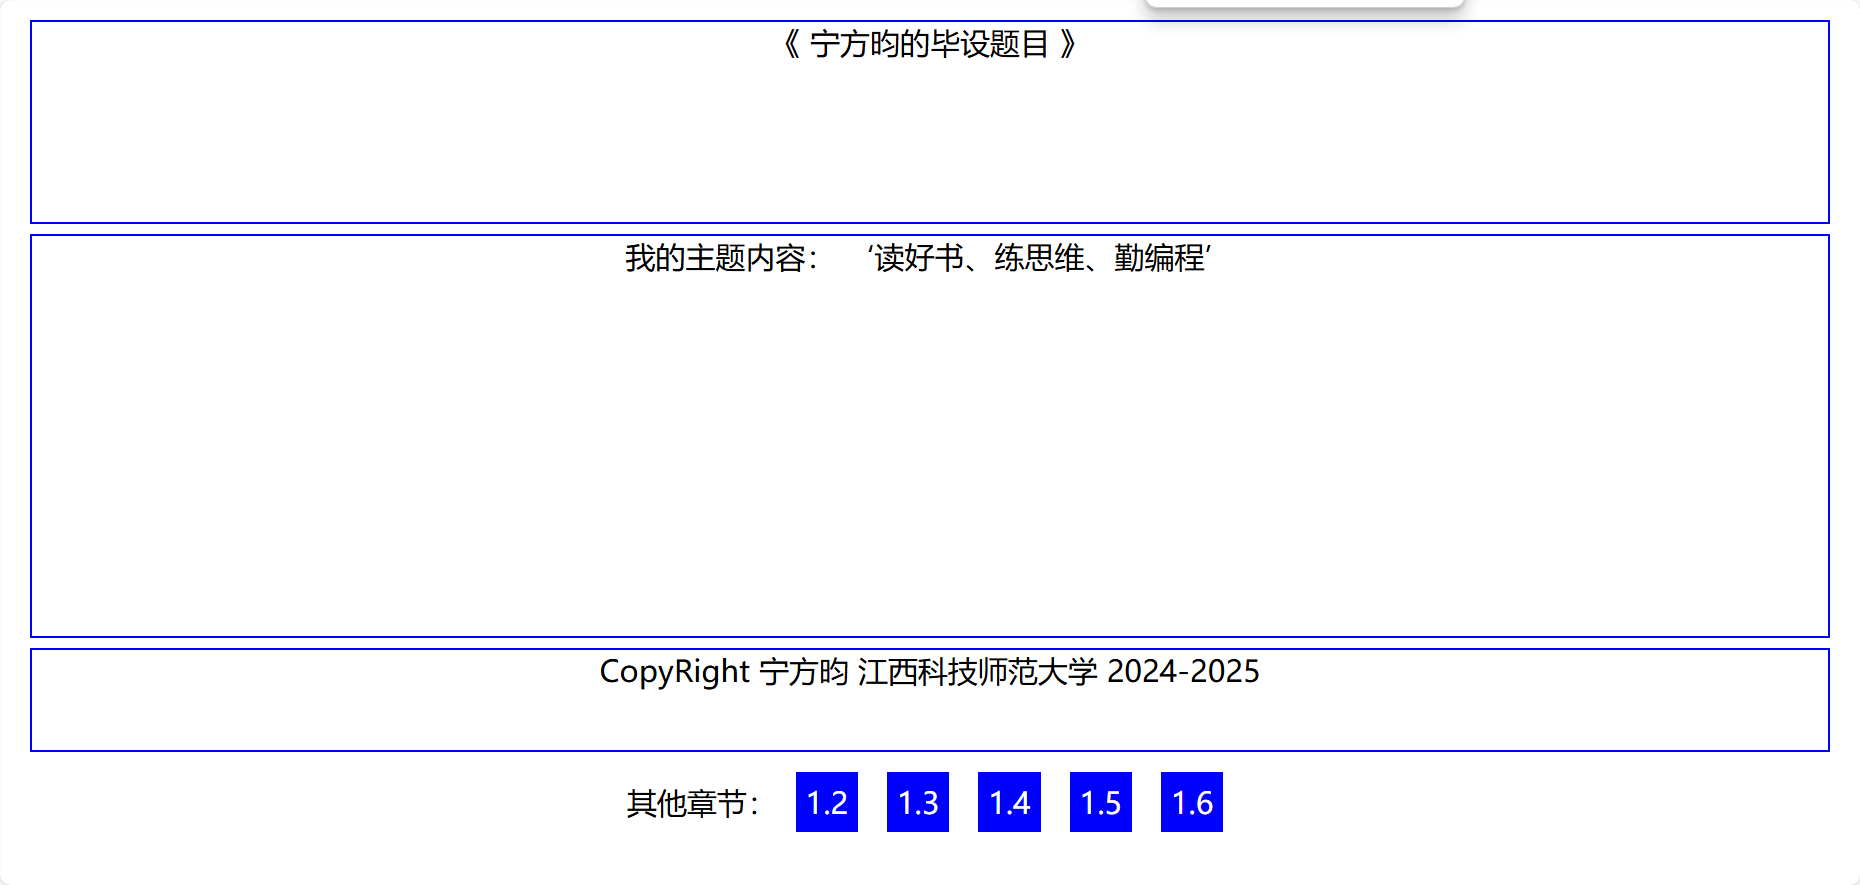 《 宁方昀的毕设题目 》
我的主题内容： ‘读好书、练思维、勤编程’
CopyRight 宁方昀 江西科技师范大学 2024-2025
其他章节： 1.2 1.3 1.4 1.5 1.6